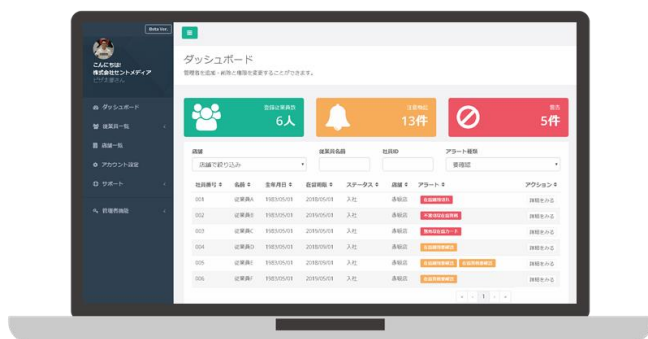 Beta Ver.
こんにちは!
株式会社セントメディア
ダッシュボード
従業員一覧
店舗一覧
アカウント設定
サポート
管理者機能
ダッシュボード
管理者を追加・削除と権限を変更することができます。
登録従業員数
6人
13件
5件
店舗
従業員名前
社員ID
アラート種類
店舗で絞り込み
要確認
社員番号 名前 生年月日 在留期限 ステータス 店舗 アラート アクション
001 従業員A 1983/05/01 2018/05/01 入社 赤坂店 詳細をみる
002 従業員B 1983/05/01 2019/05/01 入社 赤坂店 詳細をみる
003 従業員C 1983/05/01 2019/05/01 入社 赤坂店 詳細をみる
004 従業員D 1983/05/01 2018/05/01 入社 赤坂店 詳細をみる
005 従業員E 1983/05/01 2018/05/01 入社 赤坂店 詳細をみる
006 従業員F 1983/05/01 2019/05/01 入社 赤坂店 詳細をみる
« ‹ 1 › »